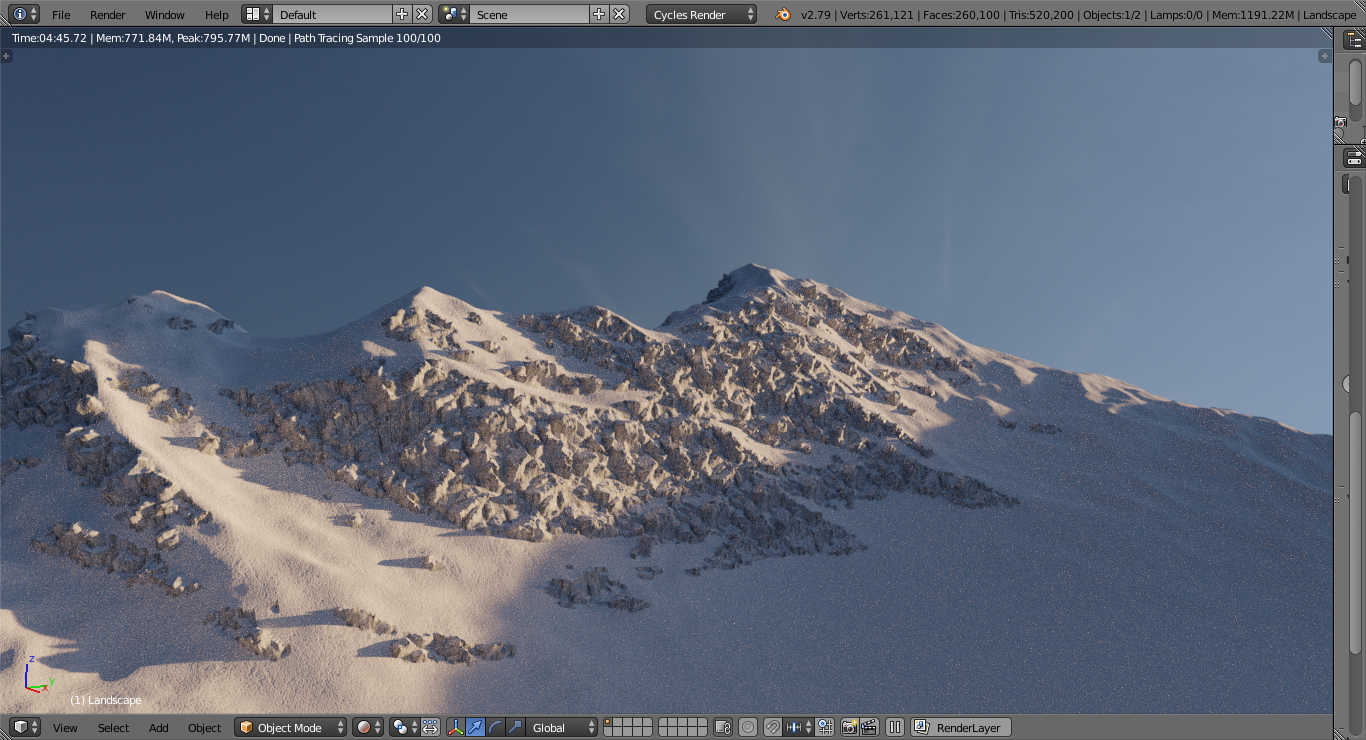 File Render Window Help Default Scene Cycles Render v2.79 | Verts:261,121 | Faces:260,100 | Tris:520,200 | Objects:1/2 | Lamps:0/0 | Mem:1191.22M | Landscape
Time:04:45.72 | Mem:771.84M, Peak:795.77M | Done | Path Tracing Sample 100/100
z
y
x
(1) Landscape
View Select Add Object Object Mode Global RenderLayer